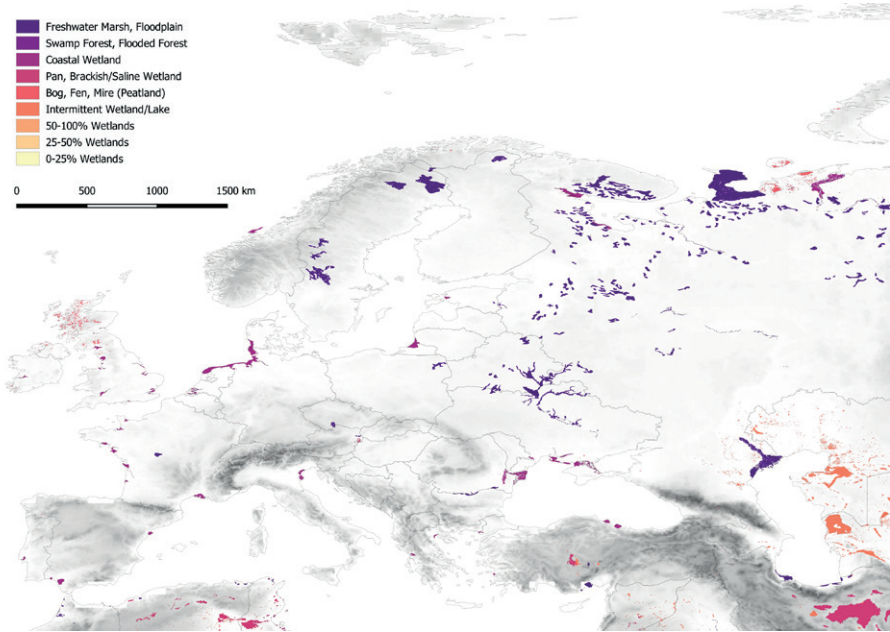 Freshwater Marsh, Floodplain
Swamp Forest, Flooded Forest
Coastal Wetland
Pan, Brackish/Saline Wetland
Bog, Fen, Mire (Peatland)
Intermittent Wetland/Lake
50-100% Wetlands
25-50% Wetlands
0-25% Wetlands
0 500 1000 1500 km